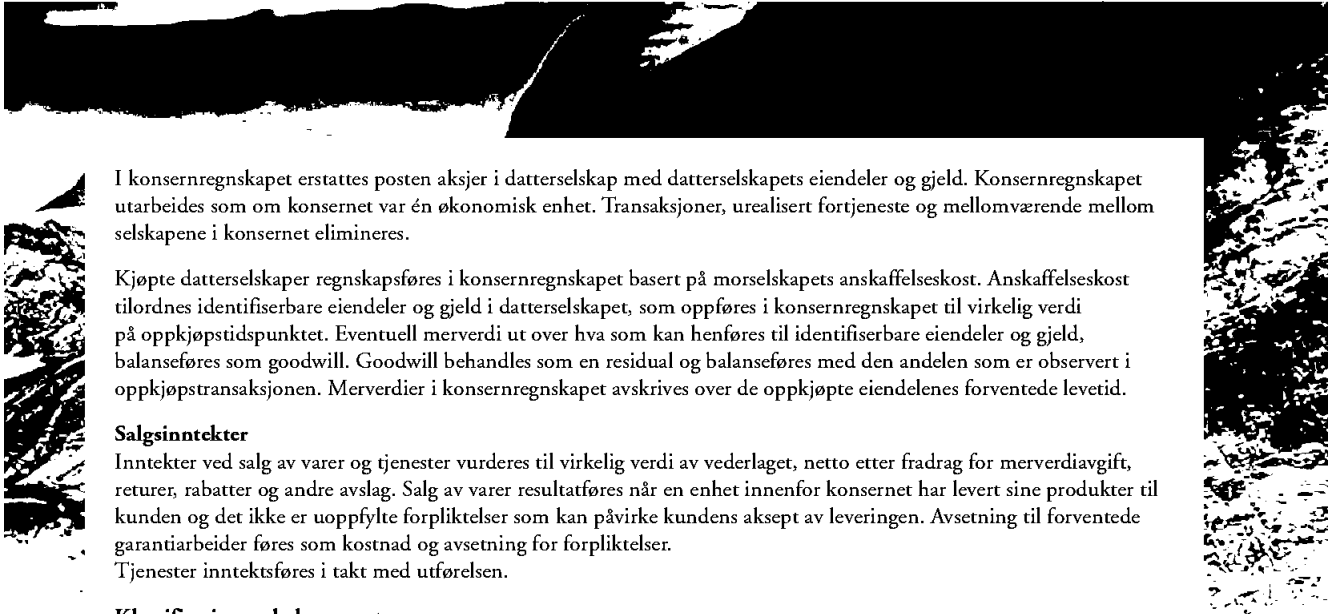 I konsernregnskapet erstattes posten aksjer i datterselskap med datterselskapets eiendeler og gjeld. Konsernregnskapet
utarbeides som om konsernet var én økonomisk enhet. Transaksjoner, urealisert fortjeneste og mellomværende mellom
selskapene i konsernet elimineres.
Kjøpte datterselskaper regnskapsføres i konsernregnskapet basert på morselskapets anskaffelseskost. Anskaffelseskost
tilordnes identifiserbare eiendeler og gjeld i datterselskapet, som oppføres i konsernregnskapet til virkelig verdi
på oppkjøpstidspunktet. Eventuell merverdi ut over hva som kan henføres til identifiserbare eiendeler og gjeld,
balanseføres som goodwill. Goodwill behandles som en residual og balanseføres med den andelen som er observert i
oppkjøpstransaksjonen. Merverdier i konsernregnskapet avskrives over de oppkjøpte eiendelenes forventede levetid.
Salgsinntekter
Inntekter ved salg av varer og tjenester vurderes til virkelig verdi av vederlaget, netto etter fradrag for merverdiavgift,
returer, rabatter og andre avslag. Salg av varer resultatføres når en enhet innenfor konsernet har levert sine produkter til
kunden og det ikke er uoppfylte forpliktelser som kan påvirke kundens aksept av leveringen. Avsetning til forventede
garantiarbeider føres som kostnad og avsetning for forpliktelser.
Tjenester inntektsføres i takt med utførelsen.